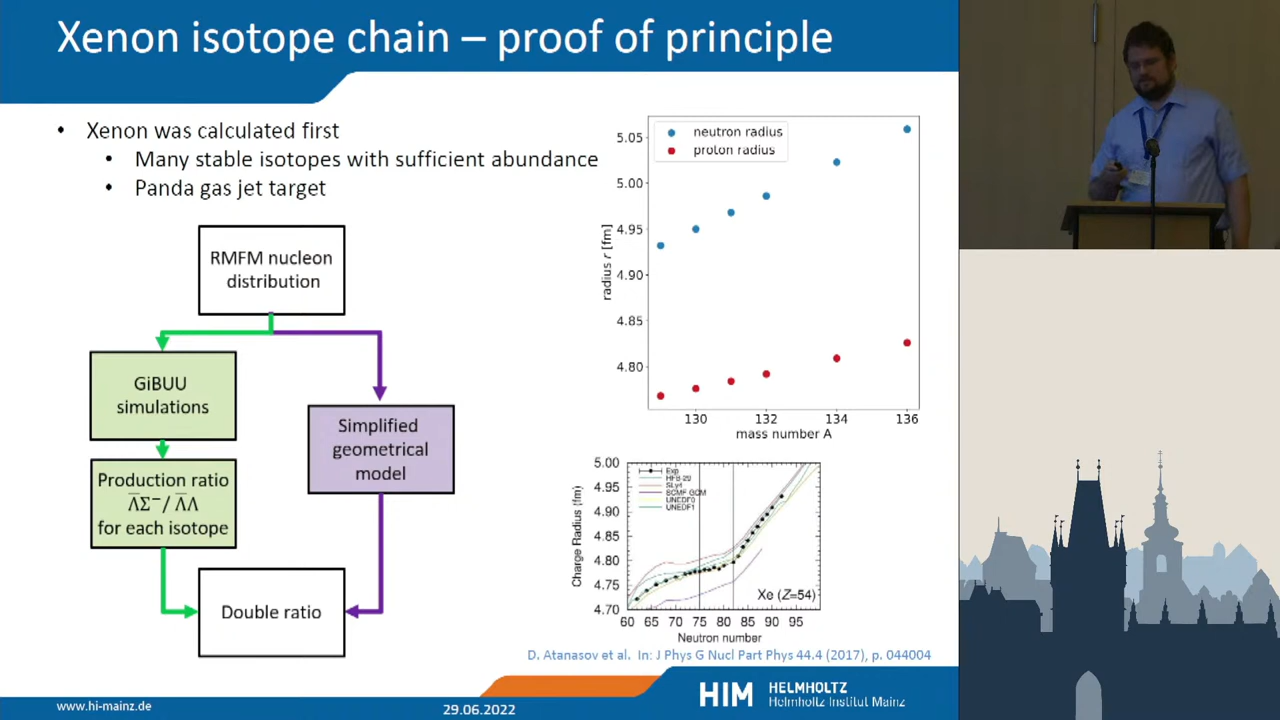 Xenon isotope chain – proof of principle
• Xenon was calculated first
• Many stable isotopes with sufficient abundance
• Panda gas jet target
RMFM nucleon
distribution
GiBUU
simulations
Production ratio
Λ̅Σ⁻/ Λ̅Λ
for each isotope
Simplified
geometrical
model
Double ratio
neutron radius
proton radius
5.05
5.00
4.95
4.90
4.85
4.80
radius r [fm]
130 132 134 136
mass number A
5.00
4.95
4.90
4.85
4.80
4.75
4.70
Charge Radius (fm)
Exp
HFB-29
SLy4
SCMF GCM
UNEDF0
UNEDF1
Xe (Z=54)
60 65 70 75 80 85 90 95
Neutron number
D. Atanasov et al. In: J Phys G Nucl Part Phys 44.4 (2017), p. 044004
www.hi-mainz.de
29.06.2022
HIM HELMHOLTZ
Helmholtz Institut Mainz